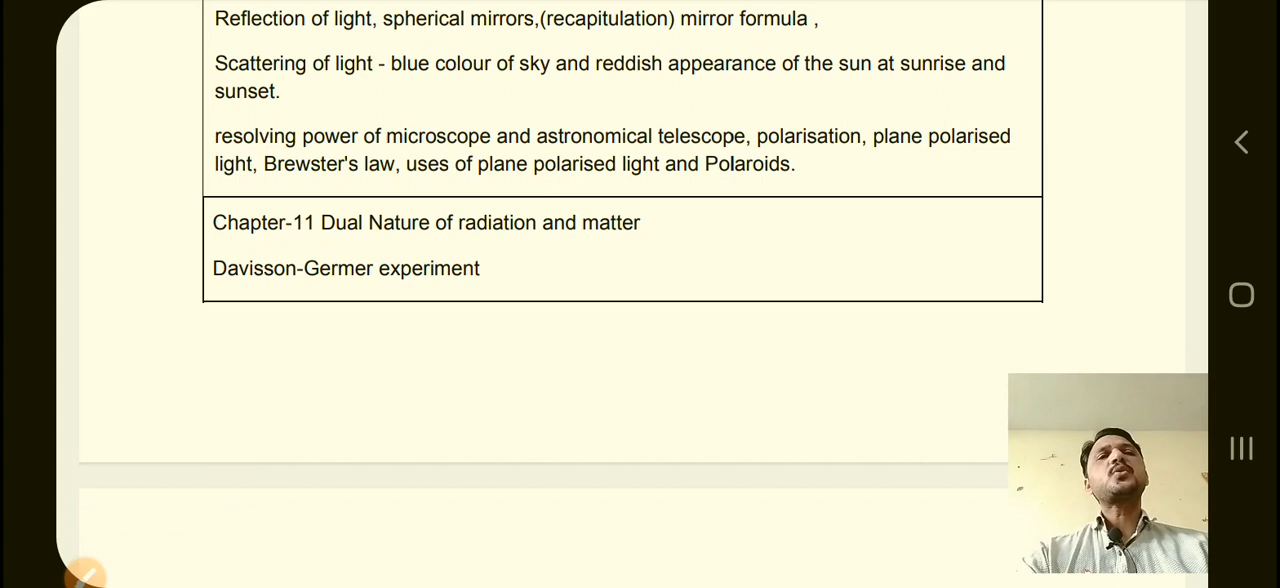 Reflection of light, spherical mirrors,(recapitulation) mirror formula ,
Scattering of light - blue colour of sky and reddish appearance of the sun at sunrise and
sunset.
resolving power of microscope and astronomical telescope, polarisation, plane polarised
light, Brewster's law, uses of plane polarised light and Polaroids.
Chapter-11 Dual Nature of radiation and matter
Davisson-Germer experiment